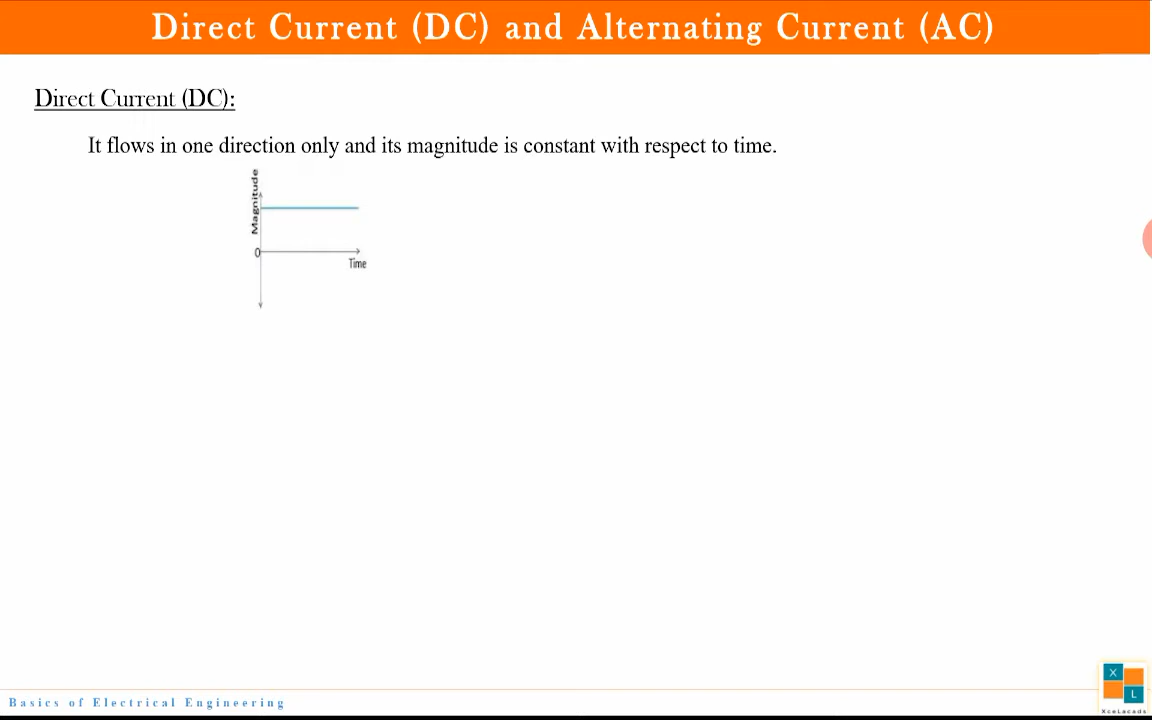 Direct Current (DC) and Alternating Current (AC)
Direct Current (DC):
It flows in one direction only and its magnitude is constant with respect to time.
Magnitude
0
Time
X
L
Basics of Electrical Engineering
XceLacads